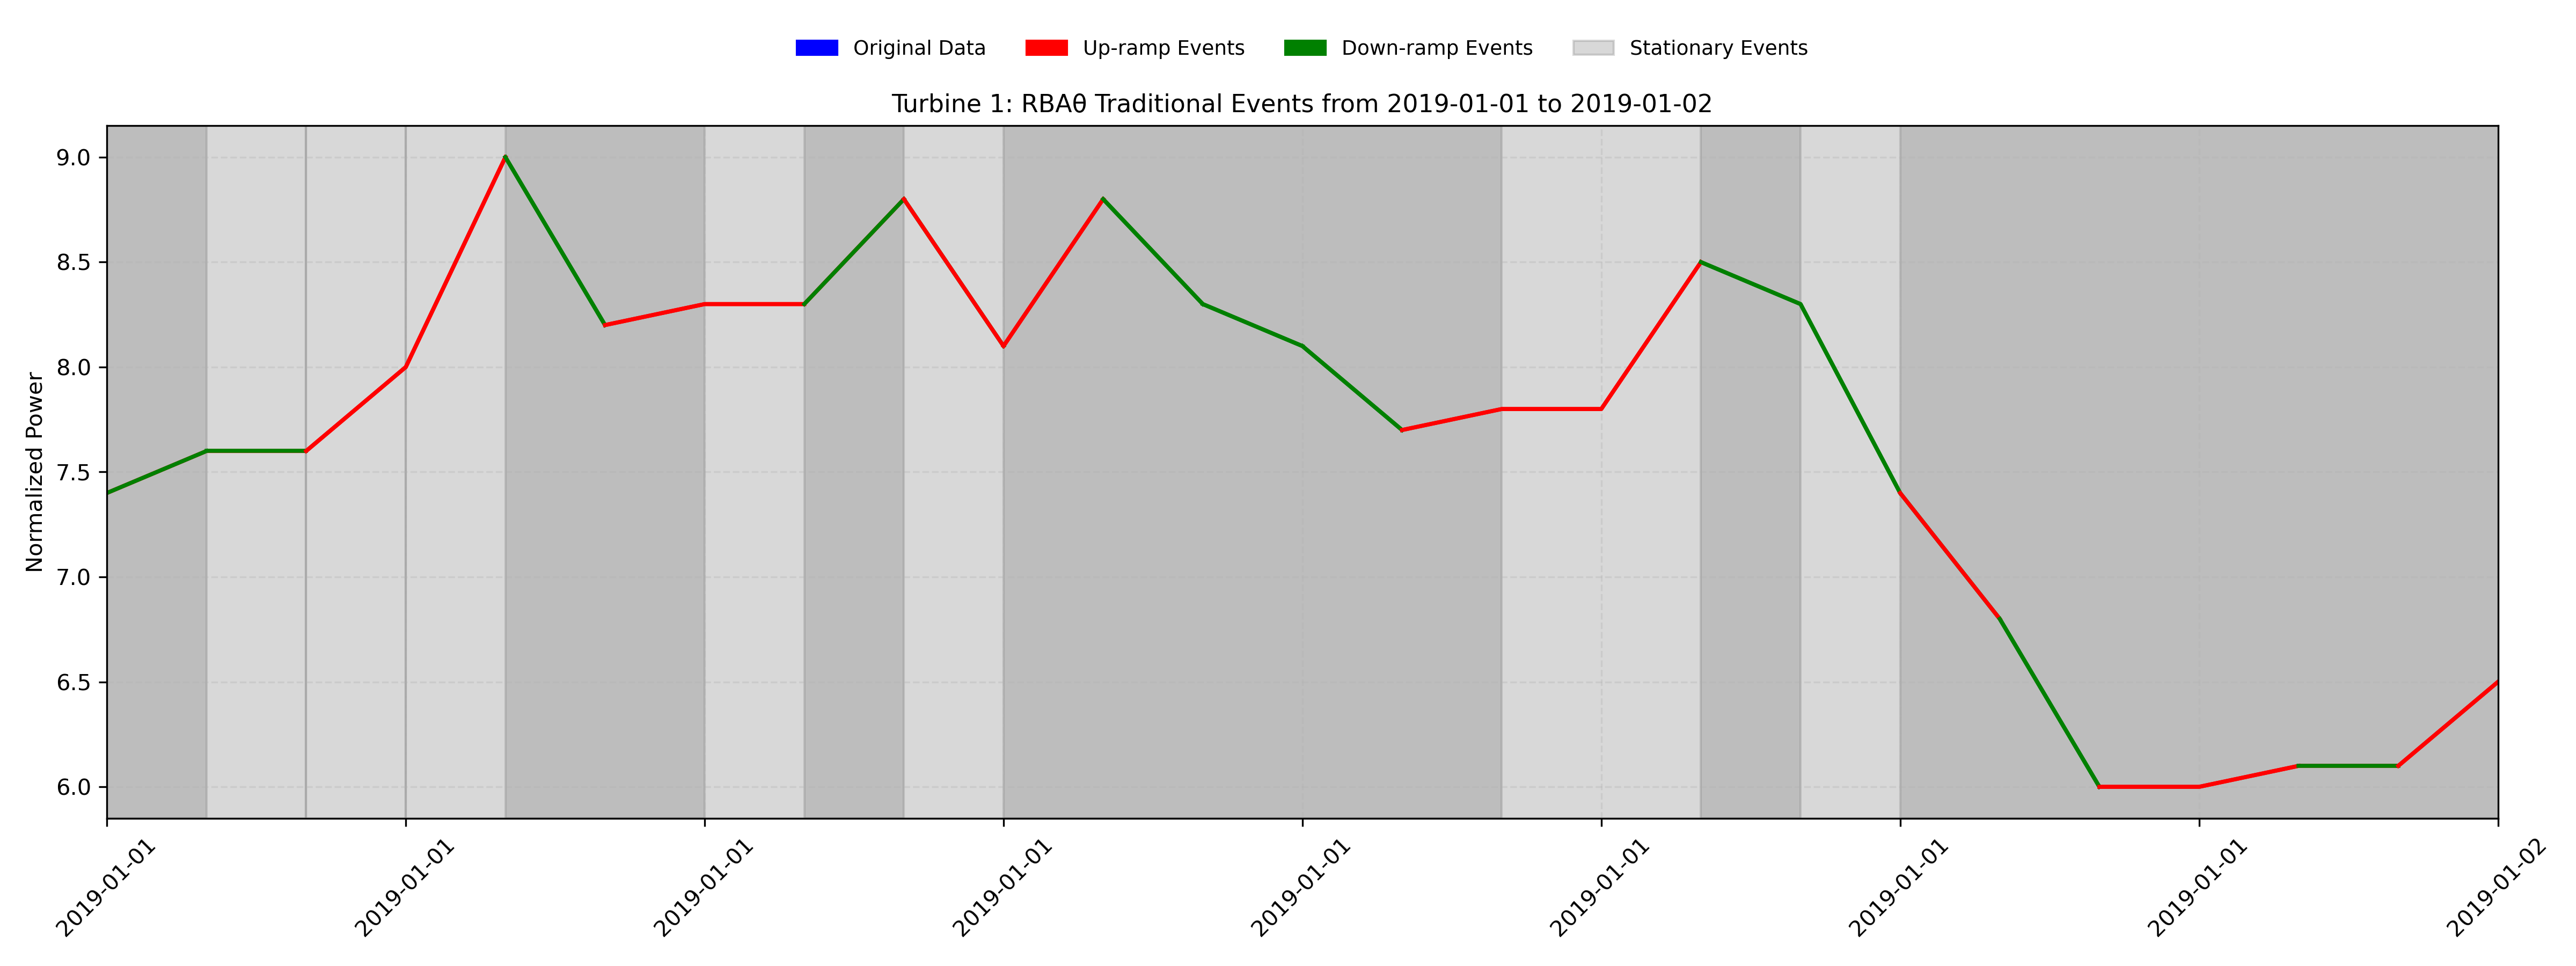 Original Data Up-ramp Events Down-ramp Events Stationary Events
Turbine 1: RBAθ Traditional Events from 2019-01-01 to 2019-01-02
Normalized Power
9.0
8.5
8.0
7.5
7.0
6.5
6.0
2019-01-01 2019-01-01 2019-01-01 2019-01-01 2019-01-01 2019-01-01 2019-01-01 2019-01-01 2019-01-02